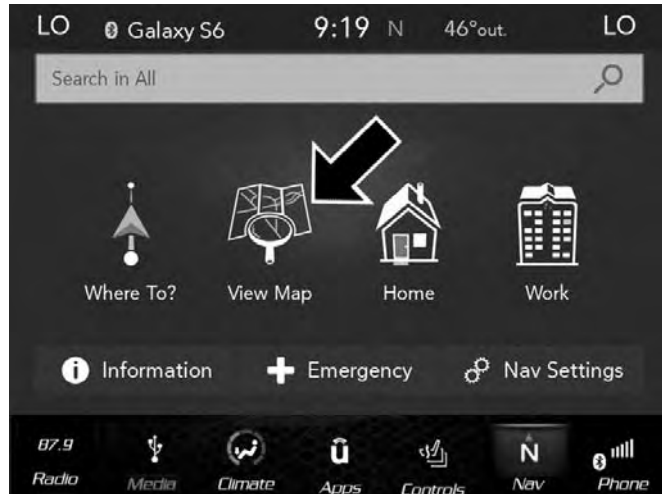 LO Galaxy S6 9:19 N 46°out. LO
Search in All
Where To? View Map Home Work
i Information Emergency Nav Settings
87.9 û N
Radio Media Climate Apps Controls Nav Phone